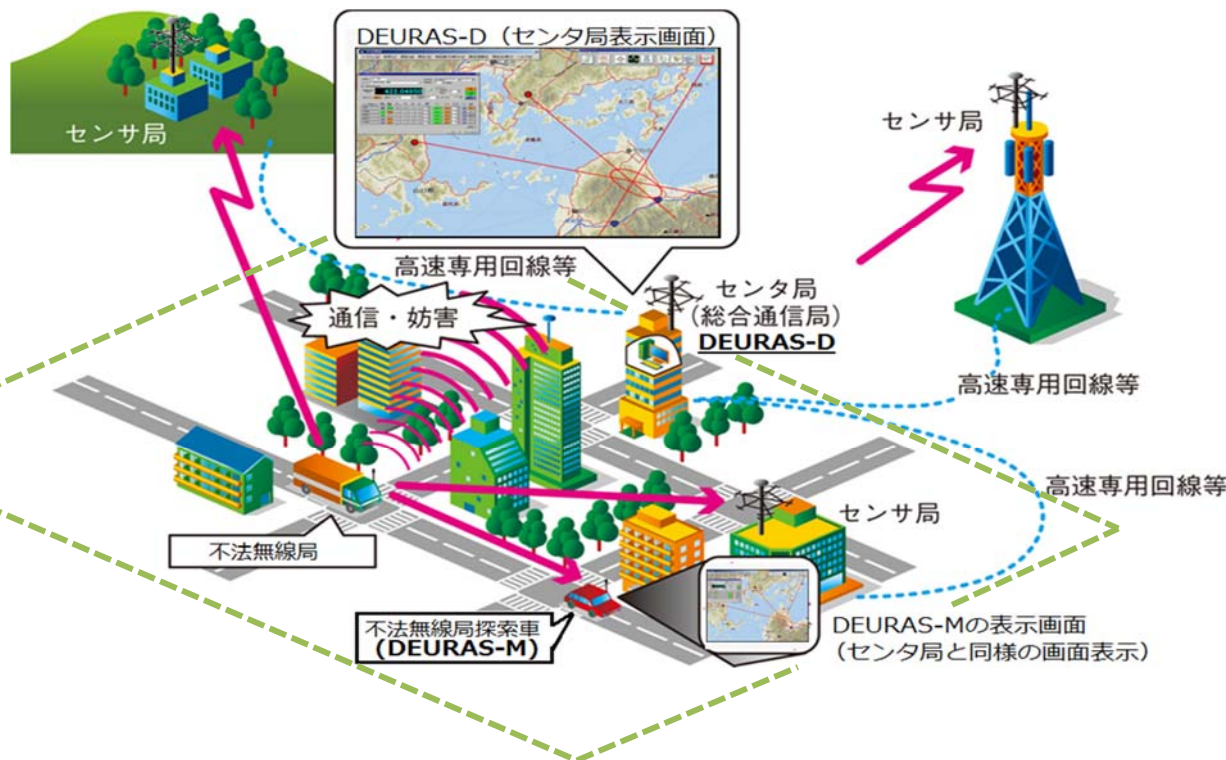 DEURAS-D（センタ局表示画面）
センサ局
センサ局
高速専用回線等
通信・妨害
センタ局
（総合通信局）
DEURAS-D
高速専用回線等
高速専用回線等
センサ局
不法無線局
不法無線局探索車
(DEURAS-M)
DEURAS-Mの表示画面
（センタ局と同様の画面表示）